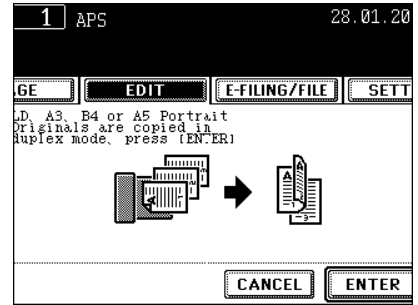 1 APS 28.01.20
GE EDIT E-FILING/FILE SETT
LD, A3, B4 or A5 Portrait
Originals are copied in
duplex mode, press [ENTER]
CANCEL ENTER